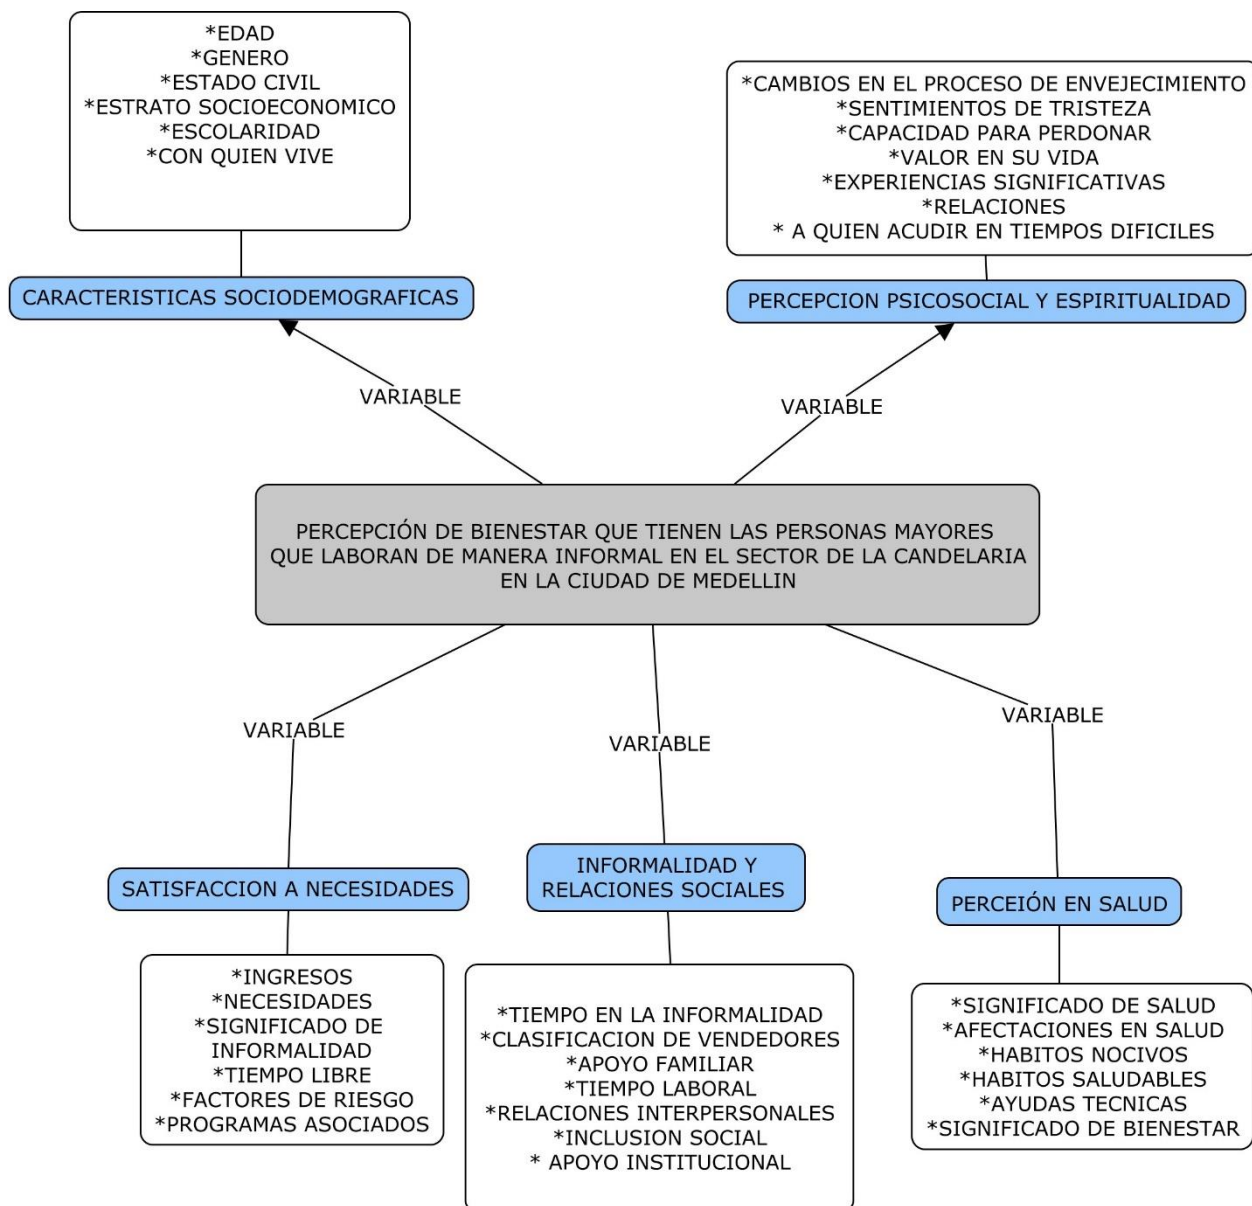 *EDAD
*GENERO
*ESTADO CIVIL
*ESTRATO SOCIOECONOMICO
*ESCOLARIDAD
*CON QUIEN VIVE
*CAMBIOS EN EL PROCESO DE ENVEJECIMIENTO
*SENTIMIENTOS DE TRISTEZA
*CAPACIDAD PARA PERDONAR
*VALOR EN SU VIDA
*EXPERIENCIAS SIGNIFICATIVAS
*RELACIONES
* A QUIEN ACUDIR EN TIEMPOS DIFICILES
CARACTERISTICAS SOCIODEMOGRAFICAS
PERCEPCION PSICOSOCIAL Y ESPIRITUALIDAD
VARIABLE
VARIABLE
PERCEPCIÓN DE BIENESTAR QUE TIENEN LAS PERSONAS MAYORES
QUE LABORAN DE MANERA INFORMAL EN EL SECTOR DE LA CANDELARIA
EN LA CIUDAD DE MEDELLIN
VARIABLE
VARIABLE
VARIABLE
SATISFACCION A NECESIDADES
INFORMALIDAD Y
RELACIONES SOCIALES
PERCEIÓN EN SALUD
*INGRESOS
*NECESIDADES
*SIGNIFICADO DE
INFORMALIDAD
*TIEMPO LIBRE
*FACTORES DE RIESGO
*PROGRAMAS ASOCIADOS
*TIEMPO EN LA INFORMALIDAD
*CLASIFICACION DE VENDEDORES
*APOYO FAMILIAR
*TIEMPO LABORAL
*RELACIONES INTERPERSONALES
*INCLUSION SOCIAL
* APOYO INSTITUCIONAL
*SIGNIFICADO DE SALUD
*AFECTACIONES EN SALUD
*HABITOS NOCIVOS
*HABITOS SALUDABLES
*AYUDAS TECNICAS
*SIGNIFICADO DE BIENESTAR